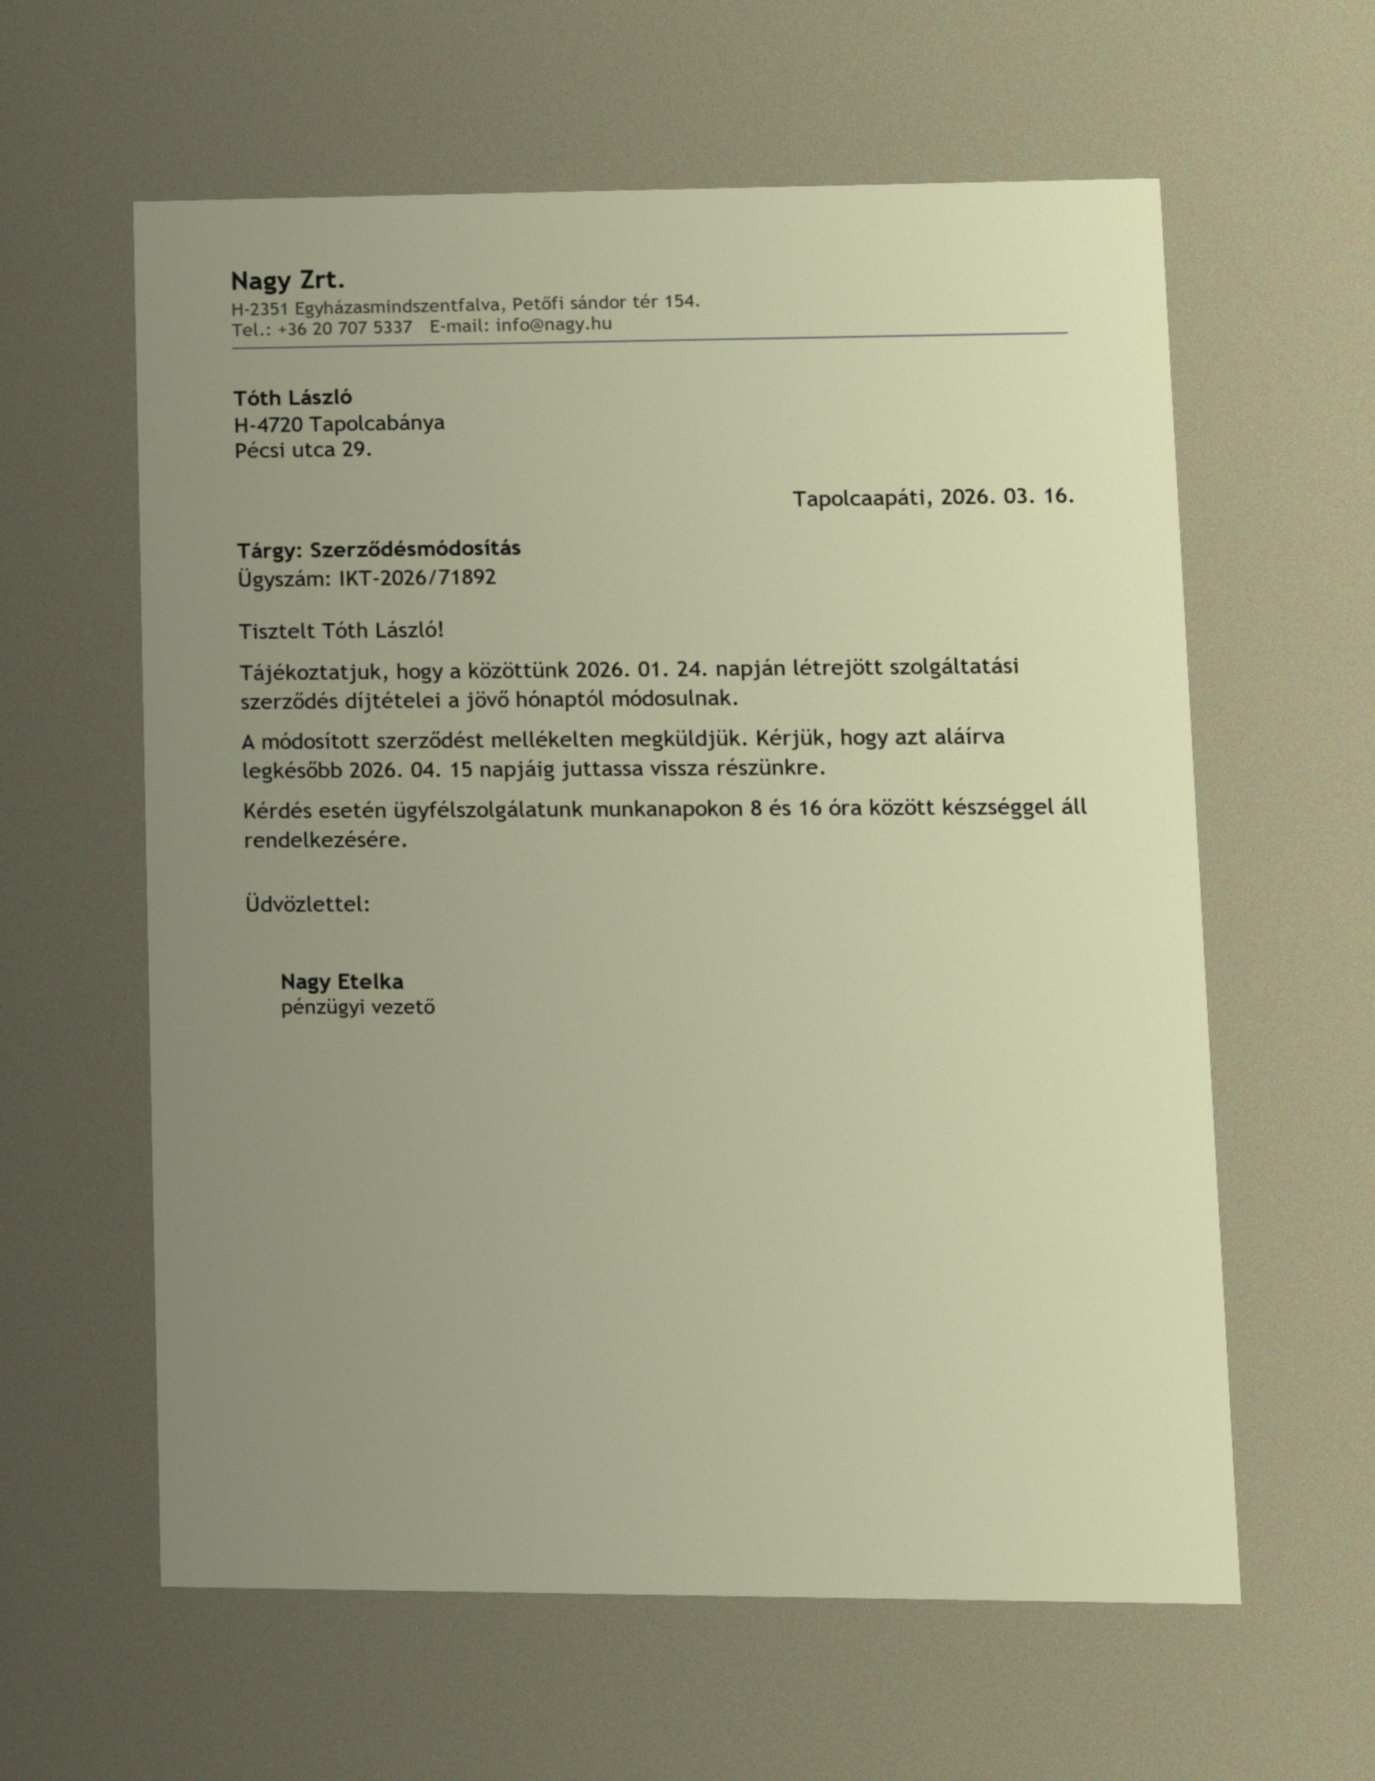 Nagy Zrt.
H-2351 Egyházasmindszentfalva, Petőfi sándor tér 154.
Tel.: +36 20 707 5337 E-mail: info@nagy.hu
Tóth László
H-4720 Tapolcabánya
Pécsi utca 29.
Tapolcaapáti, 2026. 03. 16.
Tárgy: Szerződésmódosítás
Ügyszám: IKT-2026/71892
Tisztelt Tóth László!
Tájékoztatjuk, hogy a közöttünk 2026. 01. 24. napján létrejött szolgáltatási
szerződés díjtételei a jövő hónaptól módosulnak.
A módosított szerződést mellékelten megküldjük. Kérjük, hogy azt aláírva
legkésőbb 2026. 04. 15 napjáig juttassa vissza részünkre.
Kérdés esetén ügyfélszolgálatunk munkanapokon 8 és 16 óra között készséggel áll
rendelkezésére.
Üdvözlettel:
Nagy Etelka
pénzügyi vezető